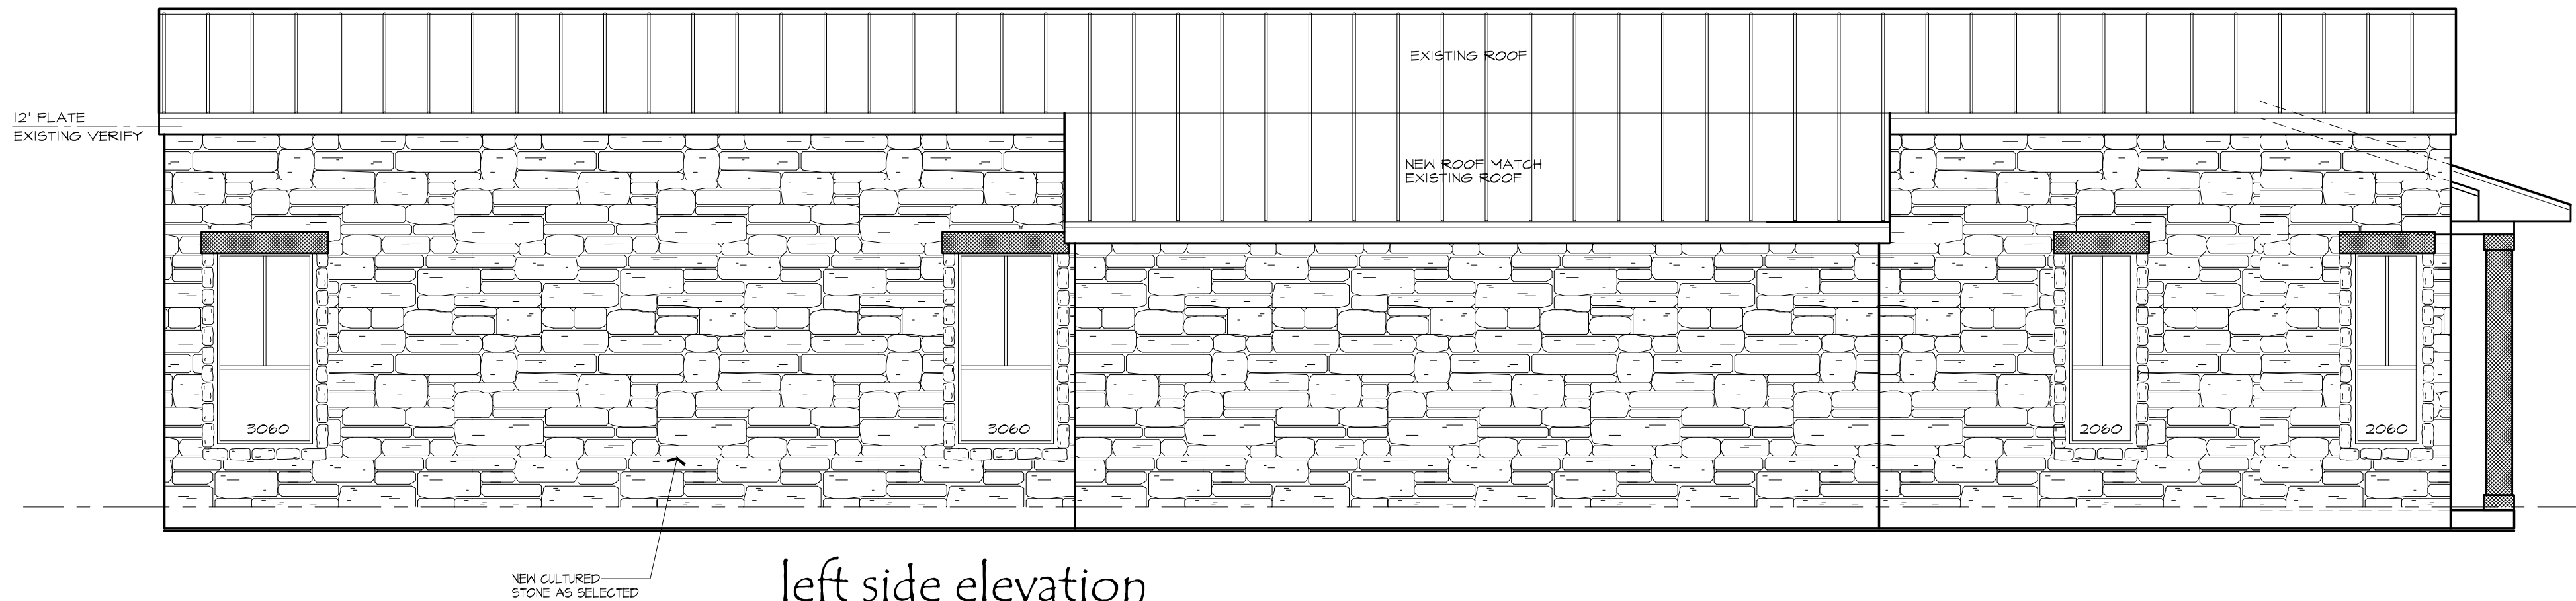 EXISTING ROOF
12' PLATE
EXISTING VERIFY
NEW ROOF MATCH
EXISTING ROOF
3060
3060
2060
2060
NEW CULTURED
STONE AS SELECTED
left side elevation